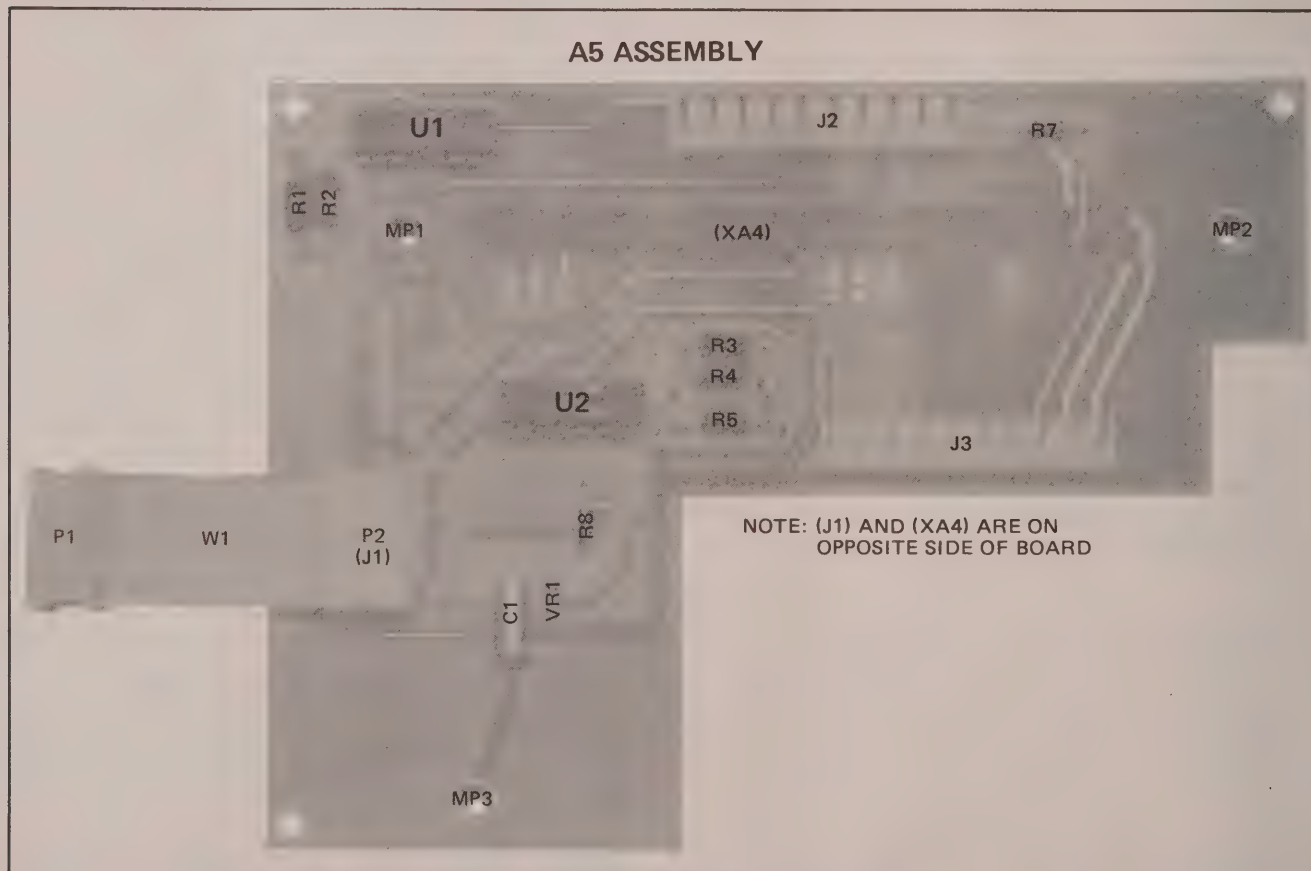 A5 ASSEMBLY
U1
J2
R7
R1
R2
MP1
(XA4)
MP2
R3
R4
U2
R5
J3
P1
W1
P2
(J1)
R8
NOTE: (J1) AND (XA4) ARE ON
OPPOSITE SIDE OF BOARD
C1
VR1
MP3